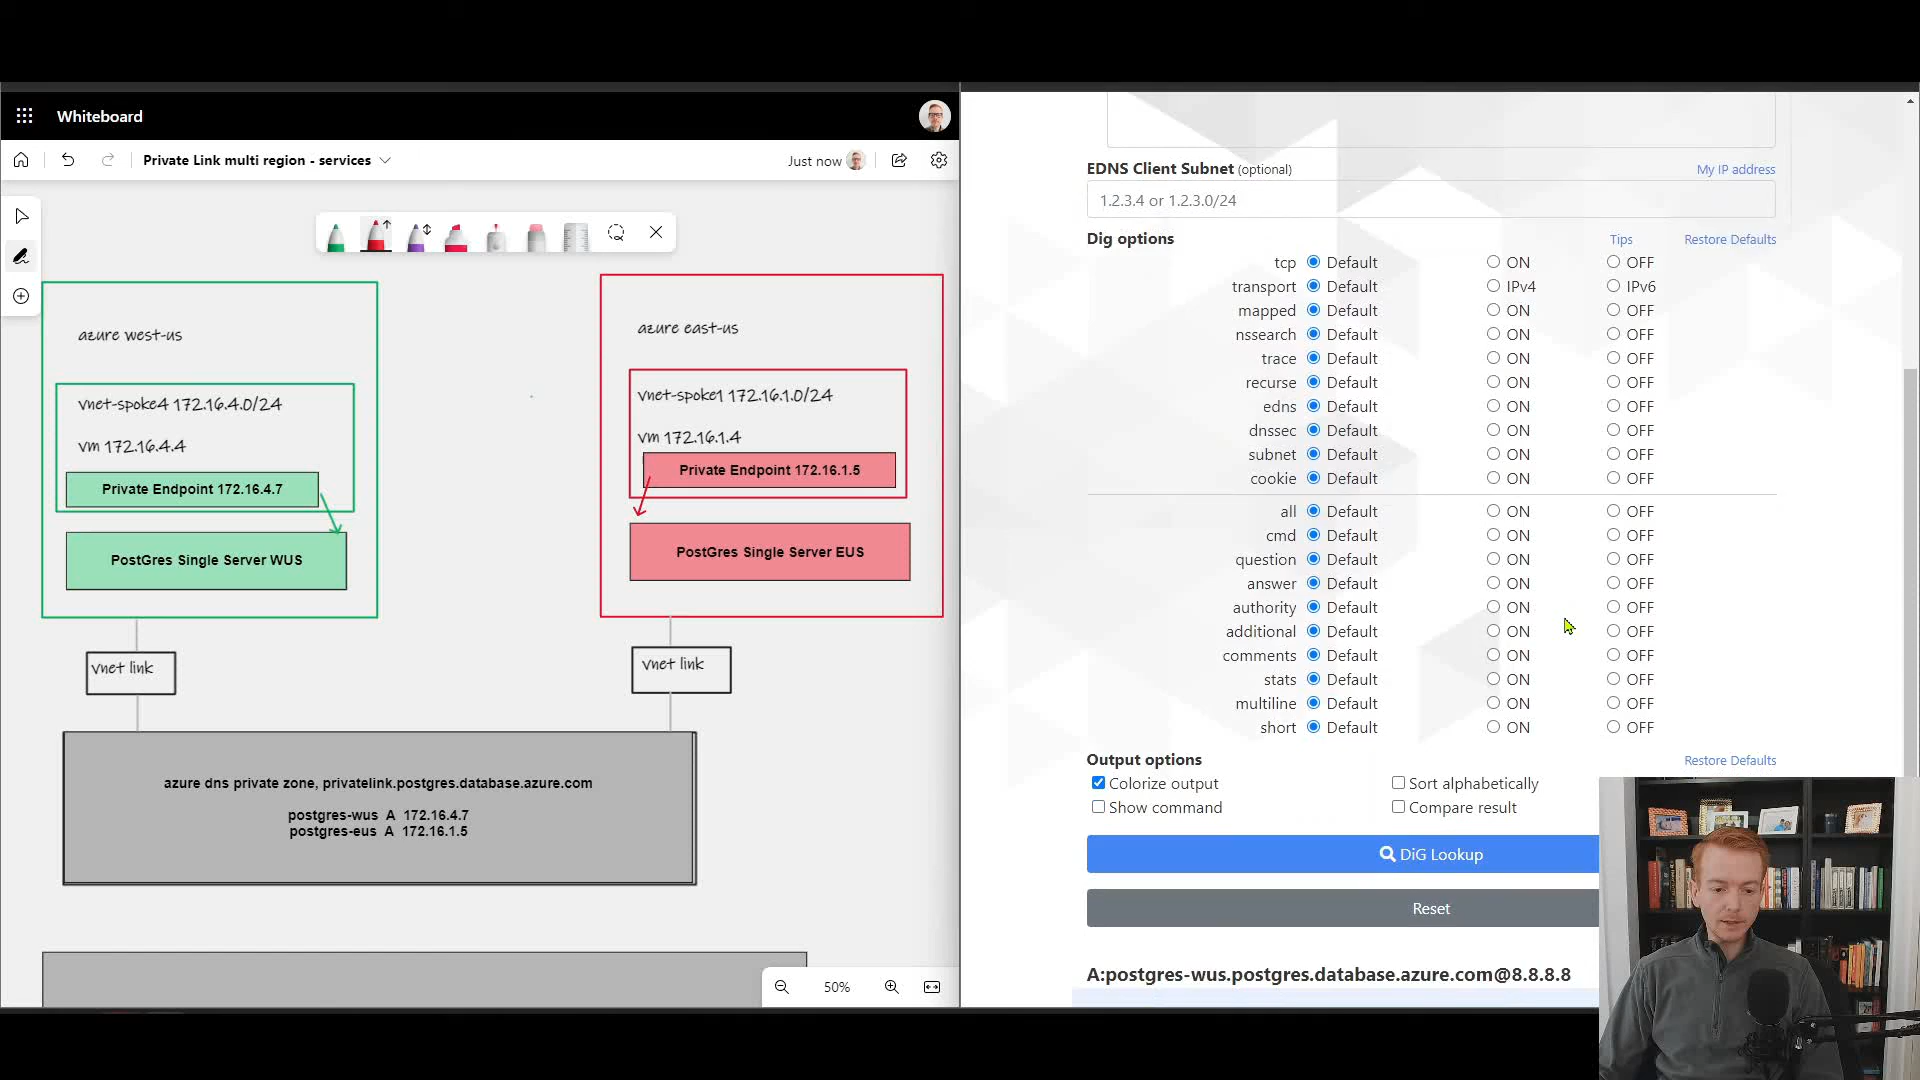 Whiteboard
Private Link multi region - services
Just now
azure west-us
vnet-spoke4 172.16.4.0/24
vm 172.16.4.4
Private Endpoint 172.16.4.7
PostGres Single Server WUS
vnet link
azure east-us
vnet-spoke1 172.16.1.0/24
vm 172.16.1.4
Private Endpoint 172.16.1.5
PostGres Single Server EUS
vnet link
azure dns private zone, privatelink.postgres.database.azure.com
postgres-wus A 172.16.4.7
postgres-eus A 172.16.1.5
50%
EDNS Client Subnet (optional) My IP address
1.2.3.4 or 1.2.3.0/24
Dig options Tips Restore Defaults
tcp Default ON OFF
transport Default IPv4 IPv6
mapped Default ON OFF
nssearch Default ON OFF
trace Default ON OFF
recurse Default ON OFF
edns Default ON OFF
dnssec Default ON OFF
subnet Default ON OFF
cookie Default ON OFF
all Default ON OFF
cmd Default ON OFF
question Default ON OFF
answer Default ON OFF
authority Default ON OFF
additional Default ON OFF
comments Default ON OFF
stats Default ON OFF
multiline Default ON OFF
short Default ON OFF
Output options Restore Defaults
Colorize output Sort alphabetically
Show command Compare result
DiG Lookup
Reset
A:postgres-wus.postgres.database.azure.com@8.8.8.8